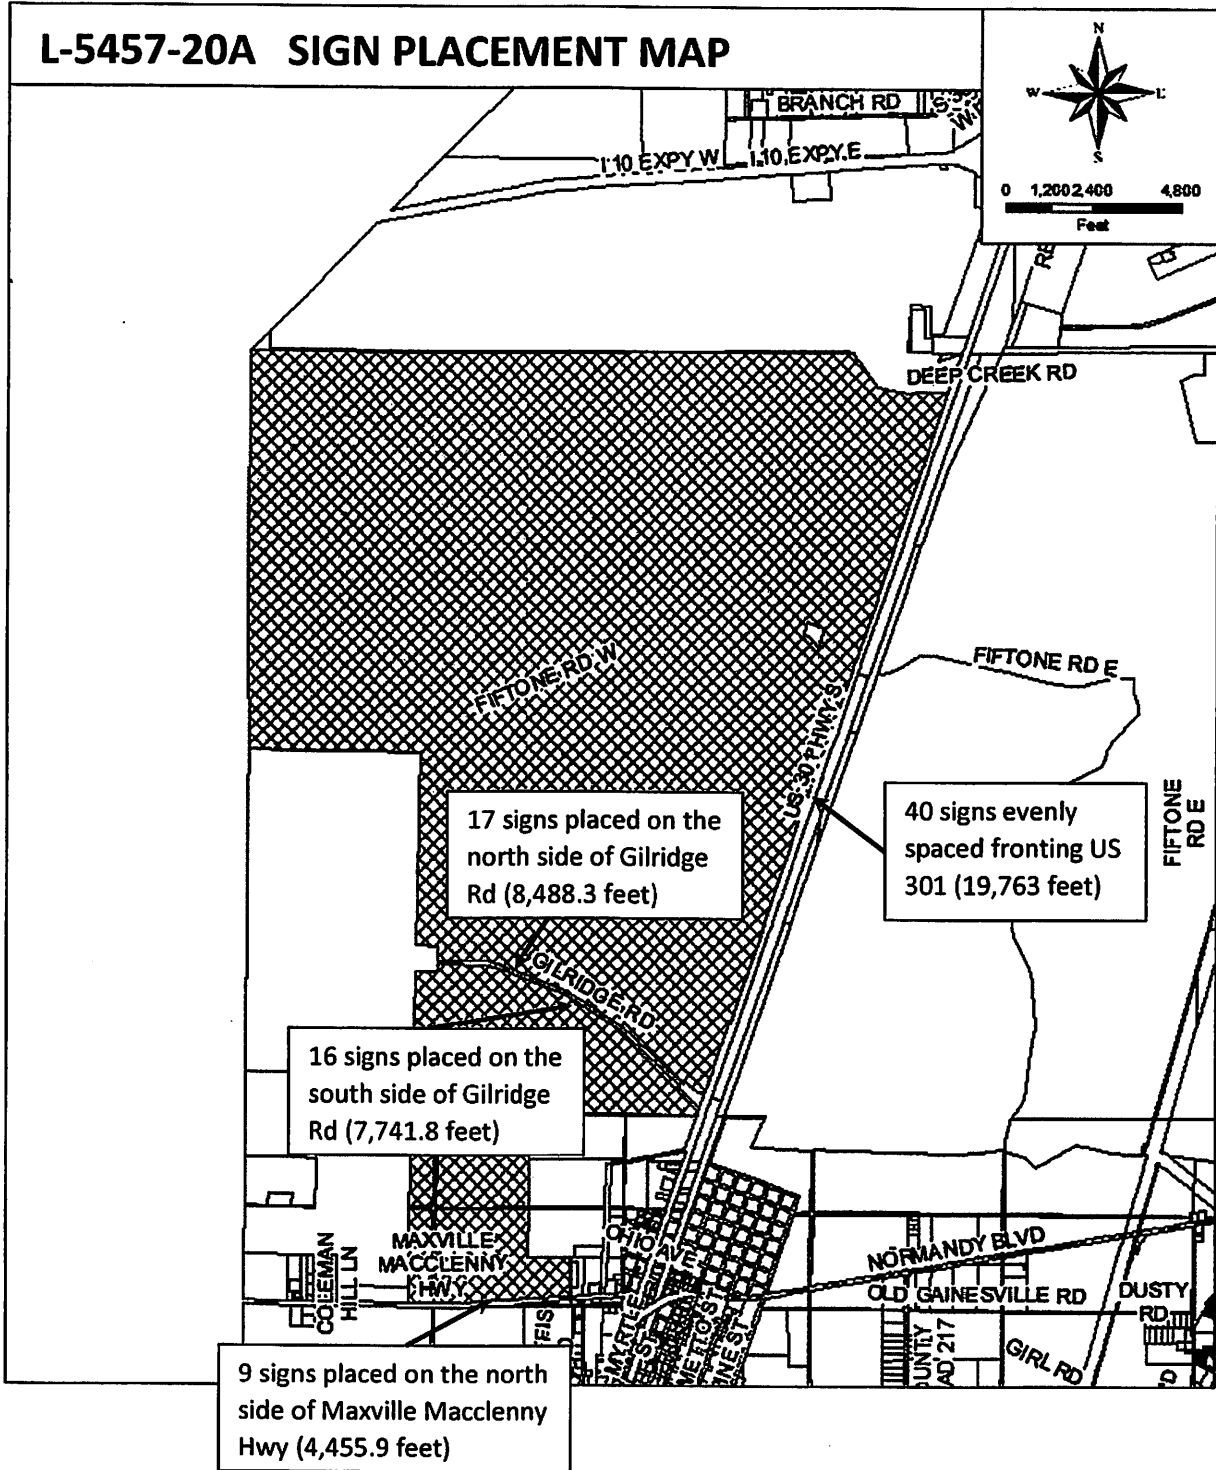 L-5457-20A SIGN PLACEMENT MAP
N
W
E
S
0 1,200 2,400 4,800
Feet
BRANCH RD
I 10 EXPY W I 10 EXPY E
DEEP CREEK RD
FIFTONE RD W
FIFTONE RD E
US 301 HWY S
FIFTONE
RD E
17 signs placed on the
north side of Gilridge
Rd (8,488.3 feet)
40 signs evenly
spaced fronting US
301 (19,763 feet)
GILRIDGE RD
16 signs placed on the
south side of Gilridge
Rd (7,741.8 feet)
COLEMAN
HILL LN
MAXVILLE
MACCLENNY
HWY
OHIO AV
NORMANDY BLVD
OLD GAINESVILLE RD
DUSTY
RD
GIRL RD
9 signs placed on the north
side of Maxville Macclenny
Hwy (4,455.9 feet)